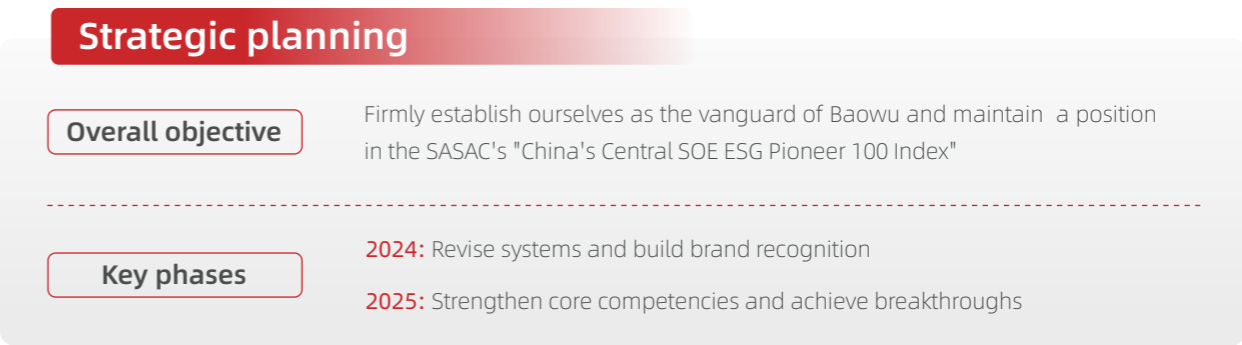 Strategic planning
Overall objective
Firmly establish ourselves as the vanguard of Baowu and maintain a position
in the SASAC's "China's Central SOE ESG Pioneer 100 Index"
Key phases
2024: Revise systems and build brand recognition
2025: Strengthen core competencies and achieve breakthroughs